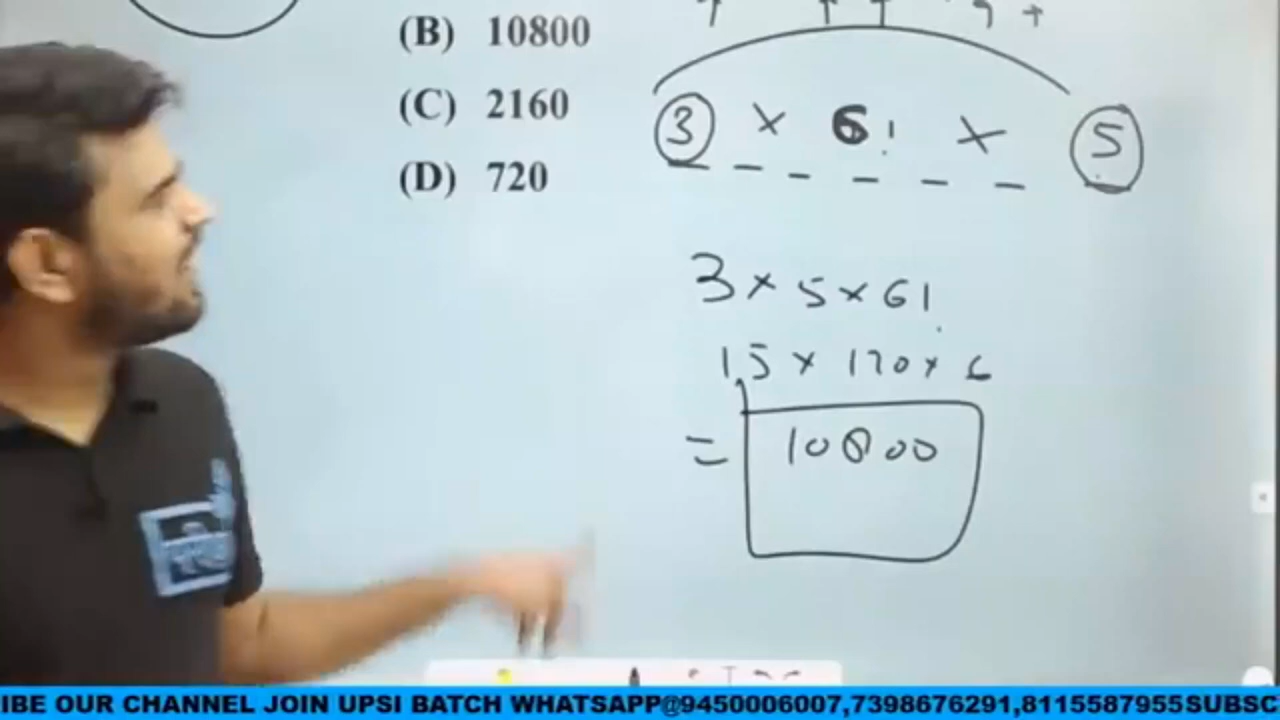 (B) 10800
(C) 2160
(D) 720
3 × 6! × 5
3 × 5 × 6!
15 × 120 × 6
= 10800
IBE OUR CHANNEL JOIN UPSI BATCH WHATSAPP@9450006007,7398676291,8115587955SUBSC